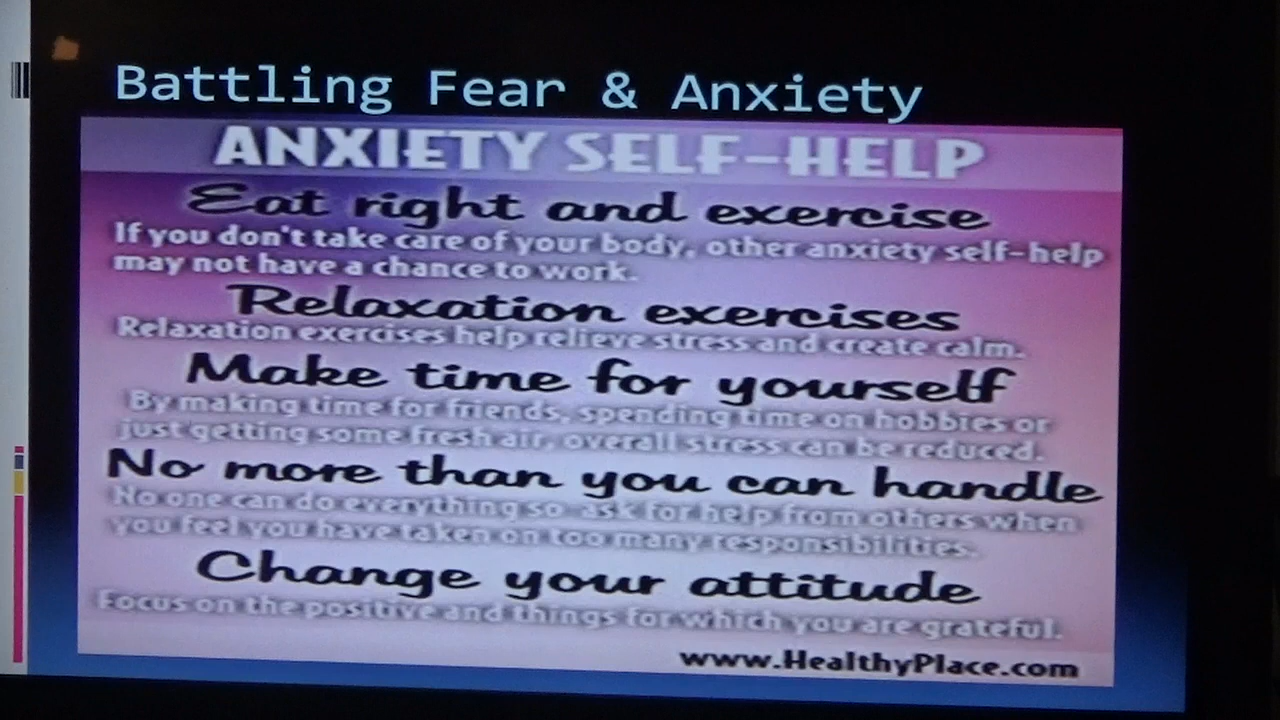 Battling Fear & Anxiety
ANXIETY SELF-HELP
Eat right and exercise
If you don't take care of your body, other anxiety self-help
may not have a chance to work.
Relaxation exercises
Relaxation exercises help relieve stress and create calm.
Make time for yourself
By making time for friends, spending time on hobbies or
just getting some fresh air, overall stress can be reduced.
No more than you can handle
No one can do everything so ask for help from others when
you feel you have taken on too many responsibilities.
Change your attitude
Focus on the positive and things for which you are grateful.
www.HealthyPlace.com